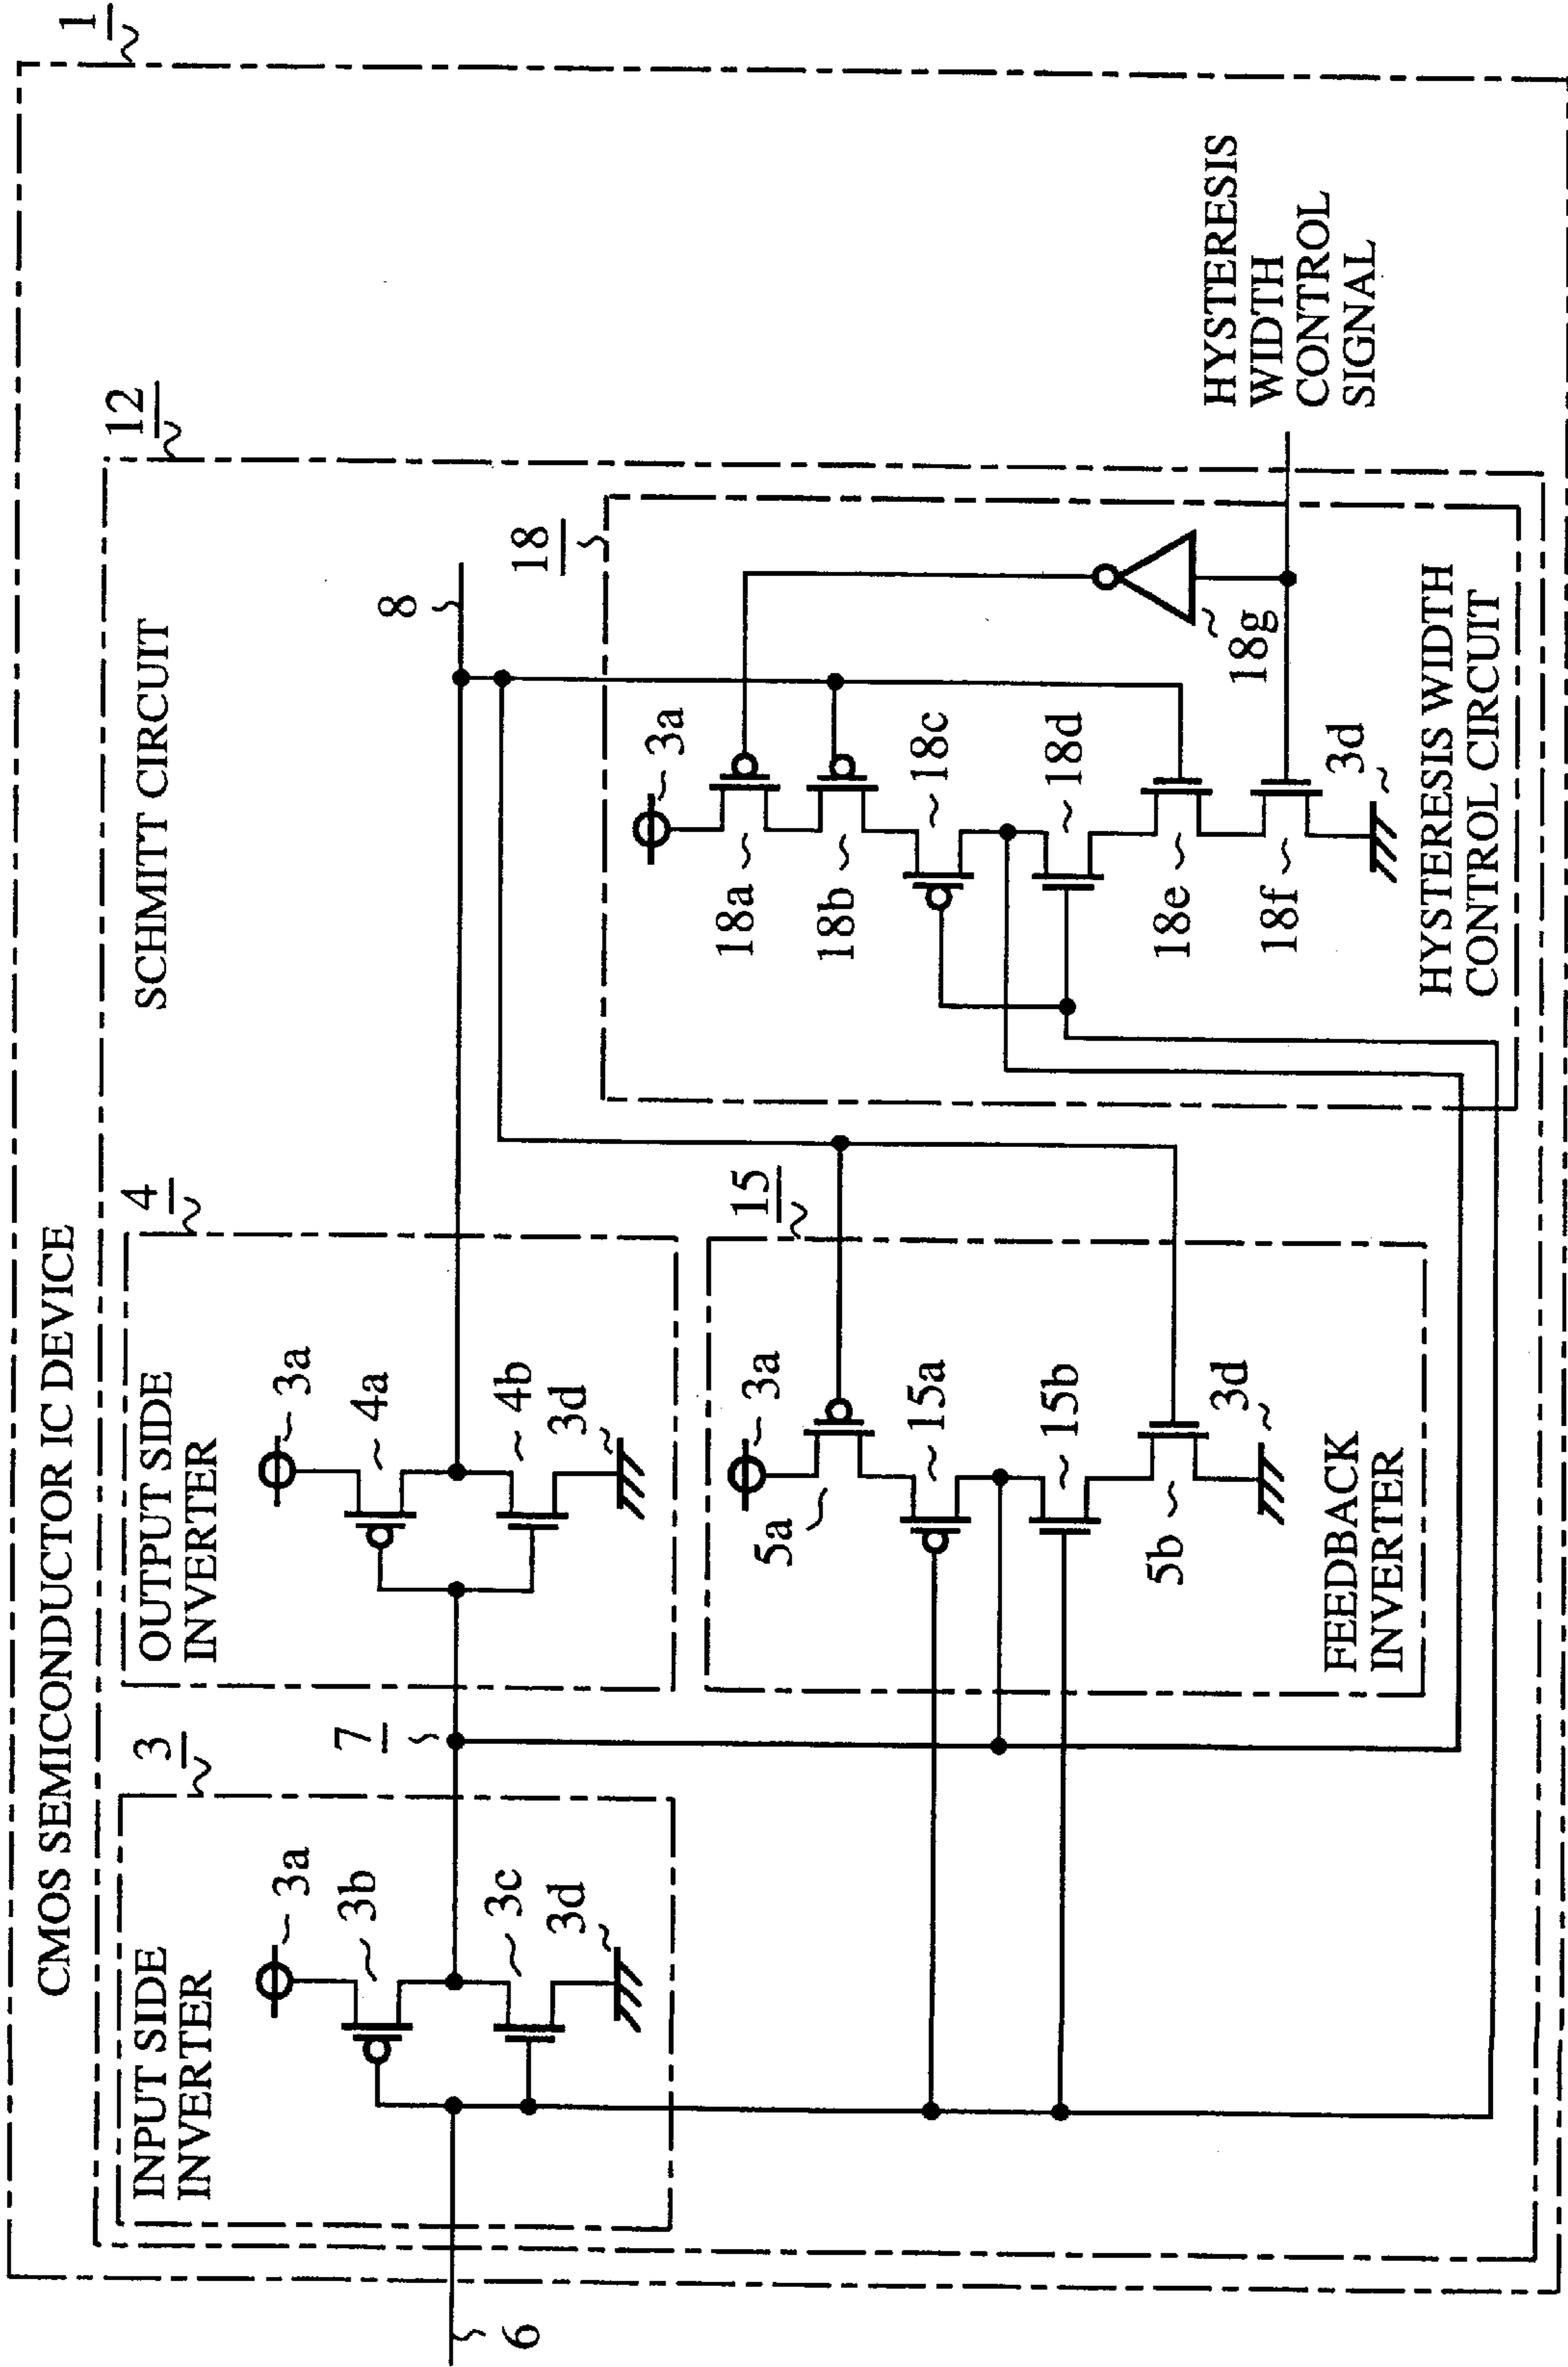 1
CMOS SEMICONDUCTOR IC DEVICE
12
SCHMITT CIRCUIT
3
INPUT SIDE
INVERTER
3a
3b
3c
3d
4
OUTPUT SIDE
INVERTER
3a
4a
4b
3d
6
7
8
15
3a
5a
15a
15b
5b
3d
FEEDBACK
INVERTER
18
3a
18a
18b
18c
18d
18e
18f
18g
3d
HYSTERESIS WIDTH
CONTROL CIRCUIT
HYSTERESIS
WIDTH
CONTROL
SIGNAL